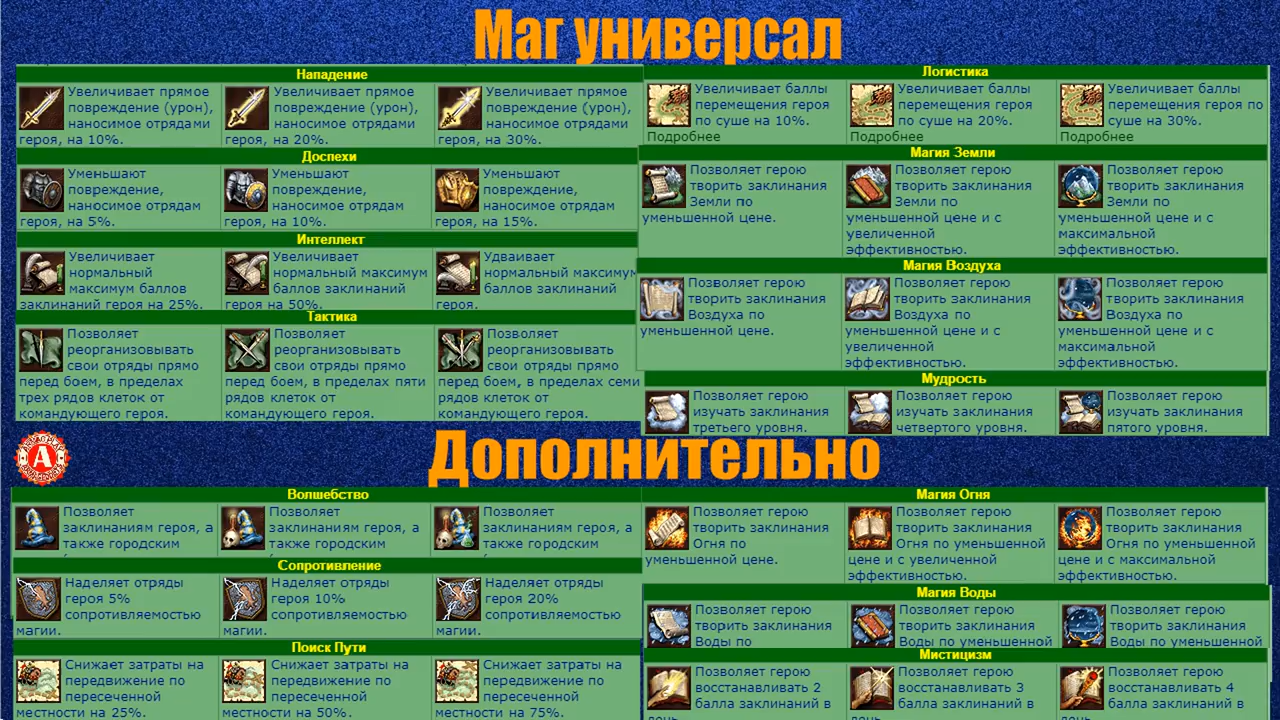 Маг универсал
Нападение
Увеличивает прямое
повреждение (урон),
наносимое отрядами
героя, на 10%.
Увеличивает прямое
повреждение (урон),
наносимое отрядами
героя, на 20%.
Увеличивает прямое
повреждение (урон),
наносимое отрядами
героя, на 30%.
Доспехи
Уменьшают
повреждение,
наносимое отрядам
героя, на 5%.
Уменьшают
повреждение,
наносимое отрядам
героя, на 10%.
Уменьшают
повреждение,
наносимое отрядам
героя, на 15%.
Интеллект
Увеличивает
нормальный
максимум баллов
заклинаний героя на 25%.
Увеличивает
нормальный максимум
баллов заклинаний
героя на 50%.
Удваивает
нормальный максимум
баллов заклинаний
героя.
Тактика
Позволяет
реорганизовывать
свои отряды прямо
перед боем, в пределах
трех рядов клеток от
командующего героя.
Позволяет
реорганизовывать
свои отряды прямо
перед боем, в пределах пяти
рядов клеток от
командующего героя.
Позволяет
реорганизовывать
свои отряды прямо
перед боем, в пределах семи
рядов клеток от
командующего героя.
Логистика
Увеличивает баллы
перемещения героя
по суше на 10%.
Подробнее
Увеличивает баллы
перемещения героя
по суше на 20%.
Подробнее
Увеличивает баллы
перемещения героя по
суше на 30%.
Подробнее
Магия Земли
Позволяет герою
творить заклинания
Земли по
уменьшенной цене.
Позволяет герою
творить заклинания
Земли по
уменьшенной цене и с
увеличенной
эффективностью.
Позволяет герою
творить заклинания
Земли по
уменьшенной цене и с
максимальной
эффективностью.
Магия Воздуха
Позволяет герою
творить заклинания
Воздуха по
уменьшенной цене.
Позволяет герою
творить заклинания
Воздуха по
уменьшенной цене и с
увеличенной
эффективностью.
Позволяет герою
творить заклинания
Воздуха по
уменьшенной цене и с
максимальной
эффективностью.
Мудрость
Позволяет герою
изучать заклинания
третьего уровня.
Позволяет герою
изучать заклинания
четвертого уровня.
Позволяет герою
изучать заклинания
пятого уровня.
А
Дополнительно
Волшебство
Позволяет
заклинаниям героя, а
также городским
Позволяет
заклинаниям героя, а
также городским
Позволяет
заклинаниям героя, а
также городским
Сопротивление
Наделяет отряды
героя 5%
сопротивляемостью
магии.
Наделяет отряды
героя 10%
сопротивляемостью
магии.
Наделяет отряды
героя 20%
сопротивляемостью
магии.
Поиск Пути
Снижает затраты на
передвижение по
пересеченной
местности на 25%.
Снижает затраты на
передвижение по
пересеченной
местности на 50%.
Снижает затраты на
передвижение по
пересеченной
местности на 75%.
Магия Огня
Позволяет герою
творить заклинания
Огня по
уменьшенной цене.
Позволяет герою
творить заклинания
Огня по уменьшенной
цене и с увеличенной
эффективностью.
Позволяет герою
творить заклинания
Огня по уменьшенной
цене и с максимальной
эффективностью.
Магия Воды
Позволяет герою
творить заклинания
Воды по
Позволяет герою
творить заклинания
Воды по уменьшенной
Позволяет герою
творить заклинания
Воды по уменьшенной
Мистицизм
Позволяет герою
восстанавливать 2
балла заклинаний в
день
Позволяет герою
восстанавливать 3
балла заклинаний в
день
Позволяет герою
восстанавливать 4
балла заклинаний в
день